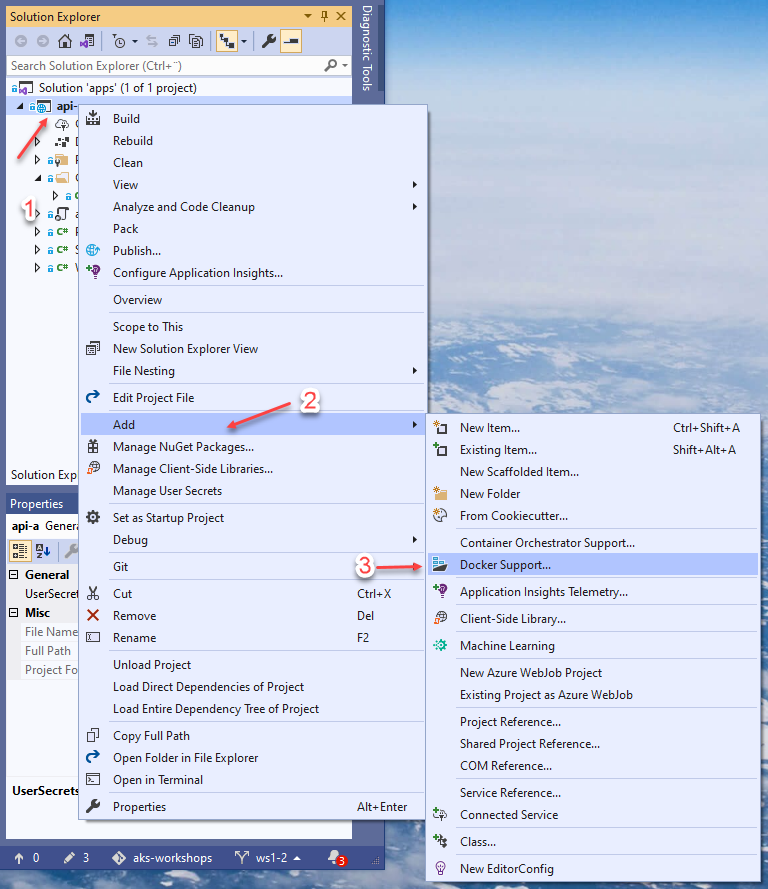 Solution Explorer
Diagnostic Tools
Search Solution Explorer (Ctrl+¨)
Solution 'apps' (1 of 1 project)
api-
1
C#
C#
C#
Build
Rebuild
Clean
View
Analyze and Code Cleanup
Pack
Publish...
Configure Application Insights...
Overview
Scope to This
New Solution Explorer View
File Nesting
Edit Project File
2
Add
Manage NuGet Packages...
Manage Client-Side Libraries...
Manage User Secrets
Set as Startup Project
Debug
Git
Cut Ctrl+X
Remove Del
Rename F2
Unload Project
Load Direct Dependencies of Project
Load Entire Dependency Tree of Project
Copy Full Path
Open Folder in File Explorer
Open in Terminal
Properties Alt+Enter
New Item... Ctrl+Shift+A
Existing Item... Shift+Alt+A
New Scaffolded Item...
New Folder
From Cookiecutter...
Container Orchestrator Support...
3
Docker Support...
Application Insights Telemetry...
Client-Side Library...
Machine Learning
New Azure WebJob Project
Existing Project as Azure WebJob
Project Reference...
Shared Project Reference...
COM Reference...
Service Reference...
Connected Service
Class...
New EditorConfig
Solution Exp
Properties
api-a Genera
General
UserSecret
Misc
File Name
Full Path
Project Fo
UserSecrets
0 3 aks-workshops ws1-2 3